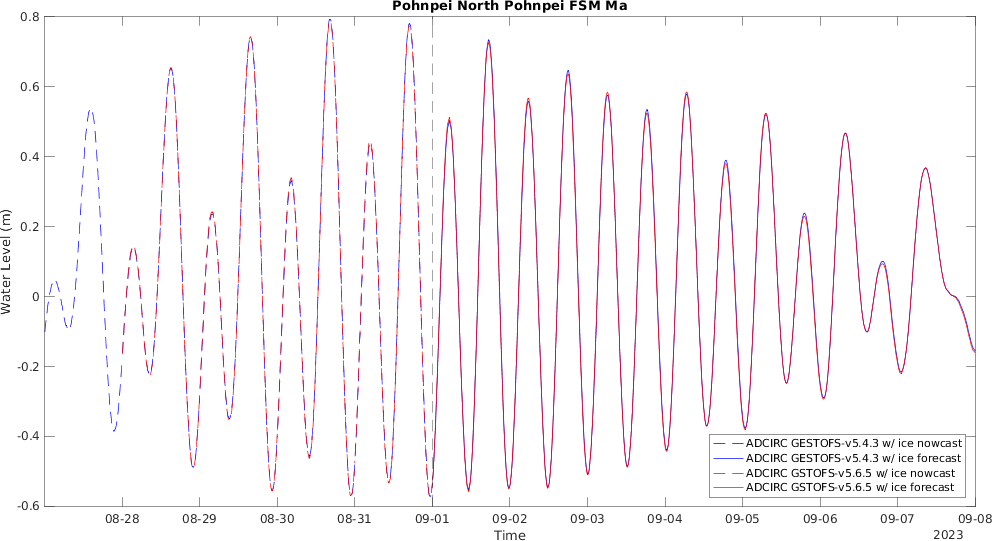 Pohnpei North Pohnpei FSM Ma
Water Level (m)
0.8
0.6
0.4
0.2
0
-0.2
-0.4
-0.6
ADCIRC GESTOFS-v5.4.3 w/ ice nowcast
ADCIRC GESTOFS-v5.4.3 w/ ice forecast
ADCIRC GSTOFS-v5.6.5 w/ ice nowcast
ADCIRC GSTOFS-v5.6.5 w/ ice forecast
08-28 08-29 08-30 08-31 09-01 09-02 09-03 09-04 09-05 09-06 09-07 09-08
Time
2023